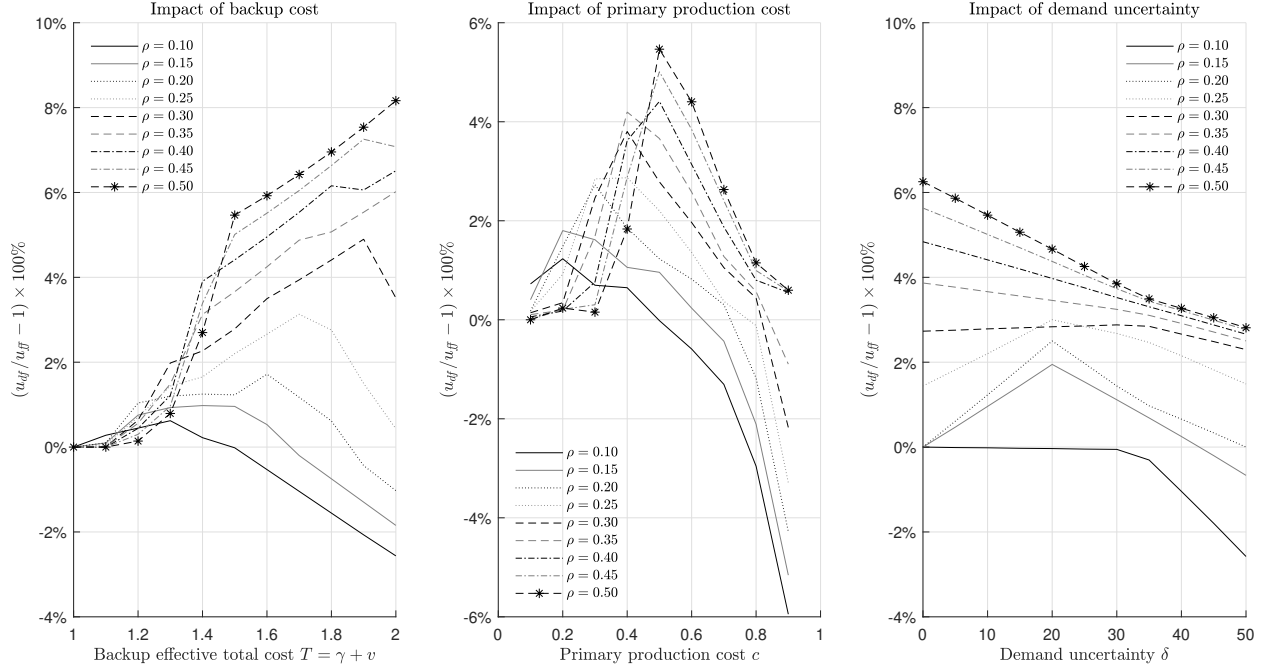 Impact of backup cost
10%
8%
6%
4%
2%
0%
-2%
-4%
(u_df/u_ff − 1) × 100%
ρ = 0.10
ρ = 0.15
ρ = 0.20
ρ = 0.25
ρ = 0.30
ρ = 0.35
ρ = 0.40
ρ = 0.45
ρ = 0.50
1 1.2 1.4 1.6 1.8 2
Backup effective total cost T = γ + v
Impact of primary production cost
6%
4%
2%
0%
-2%
-4%
-6%
(u_df/u_ff − 1) × 100%
ρ = 0.10
ρ = 0.15
ρ = 0.20
ρ = 0.25
ρ = 0.30
ρ = 0.35
ρ = 0.40
ρ = 0.45
ρ = 0.50
0 0.2 0.4 0.6 0.8 1
Primary production cost c
Impact of demand uncertainty
10%
8%
6%
4%
2%
0%
-2%
-4%
(u_df/u_ff − 1) × 100%
ρ = 0.10
ρ = 0.15
ρ = 0.20
ρ = 0.25
ρ = 0.30
ρ = 0.35
ρ = 0.40
ρ = 0.45
ρ = 0.50
0 10 20 30 40 50
Demand uncertainty δ